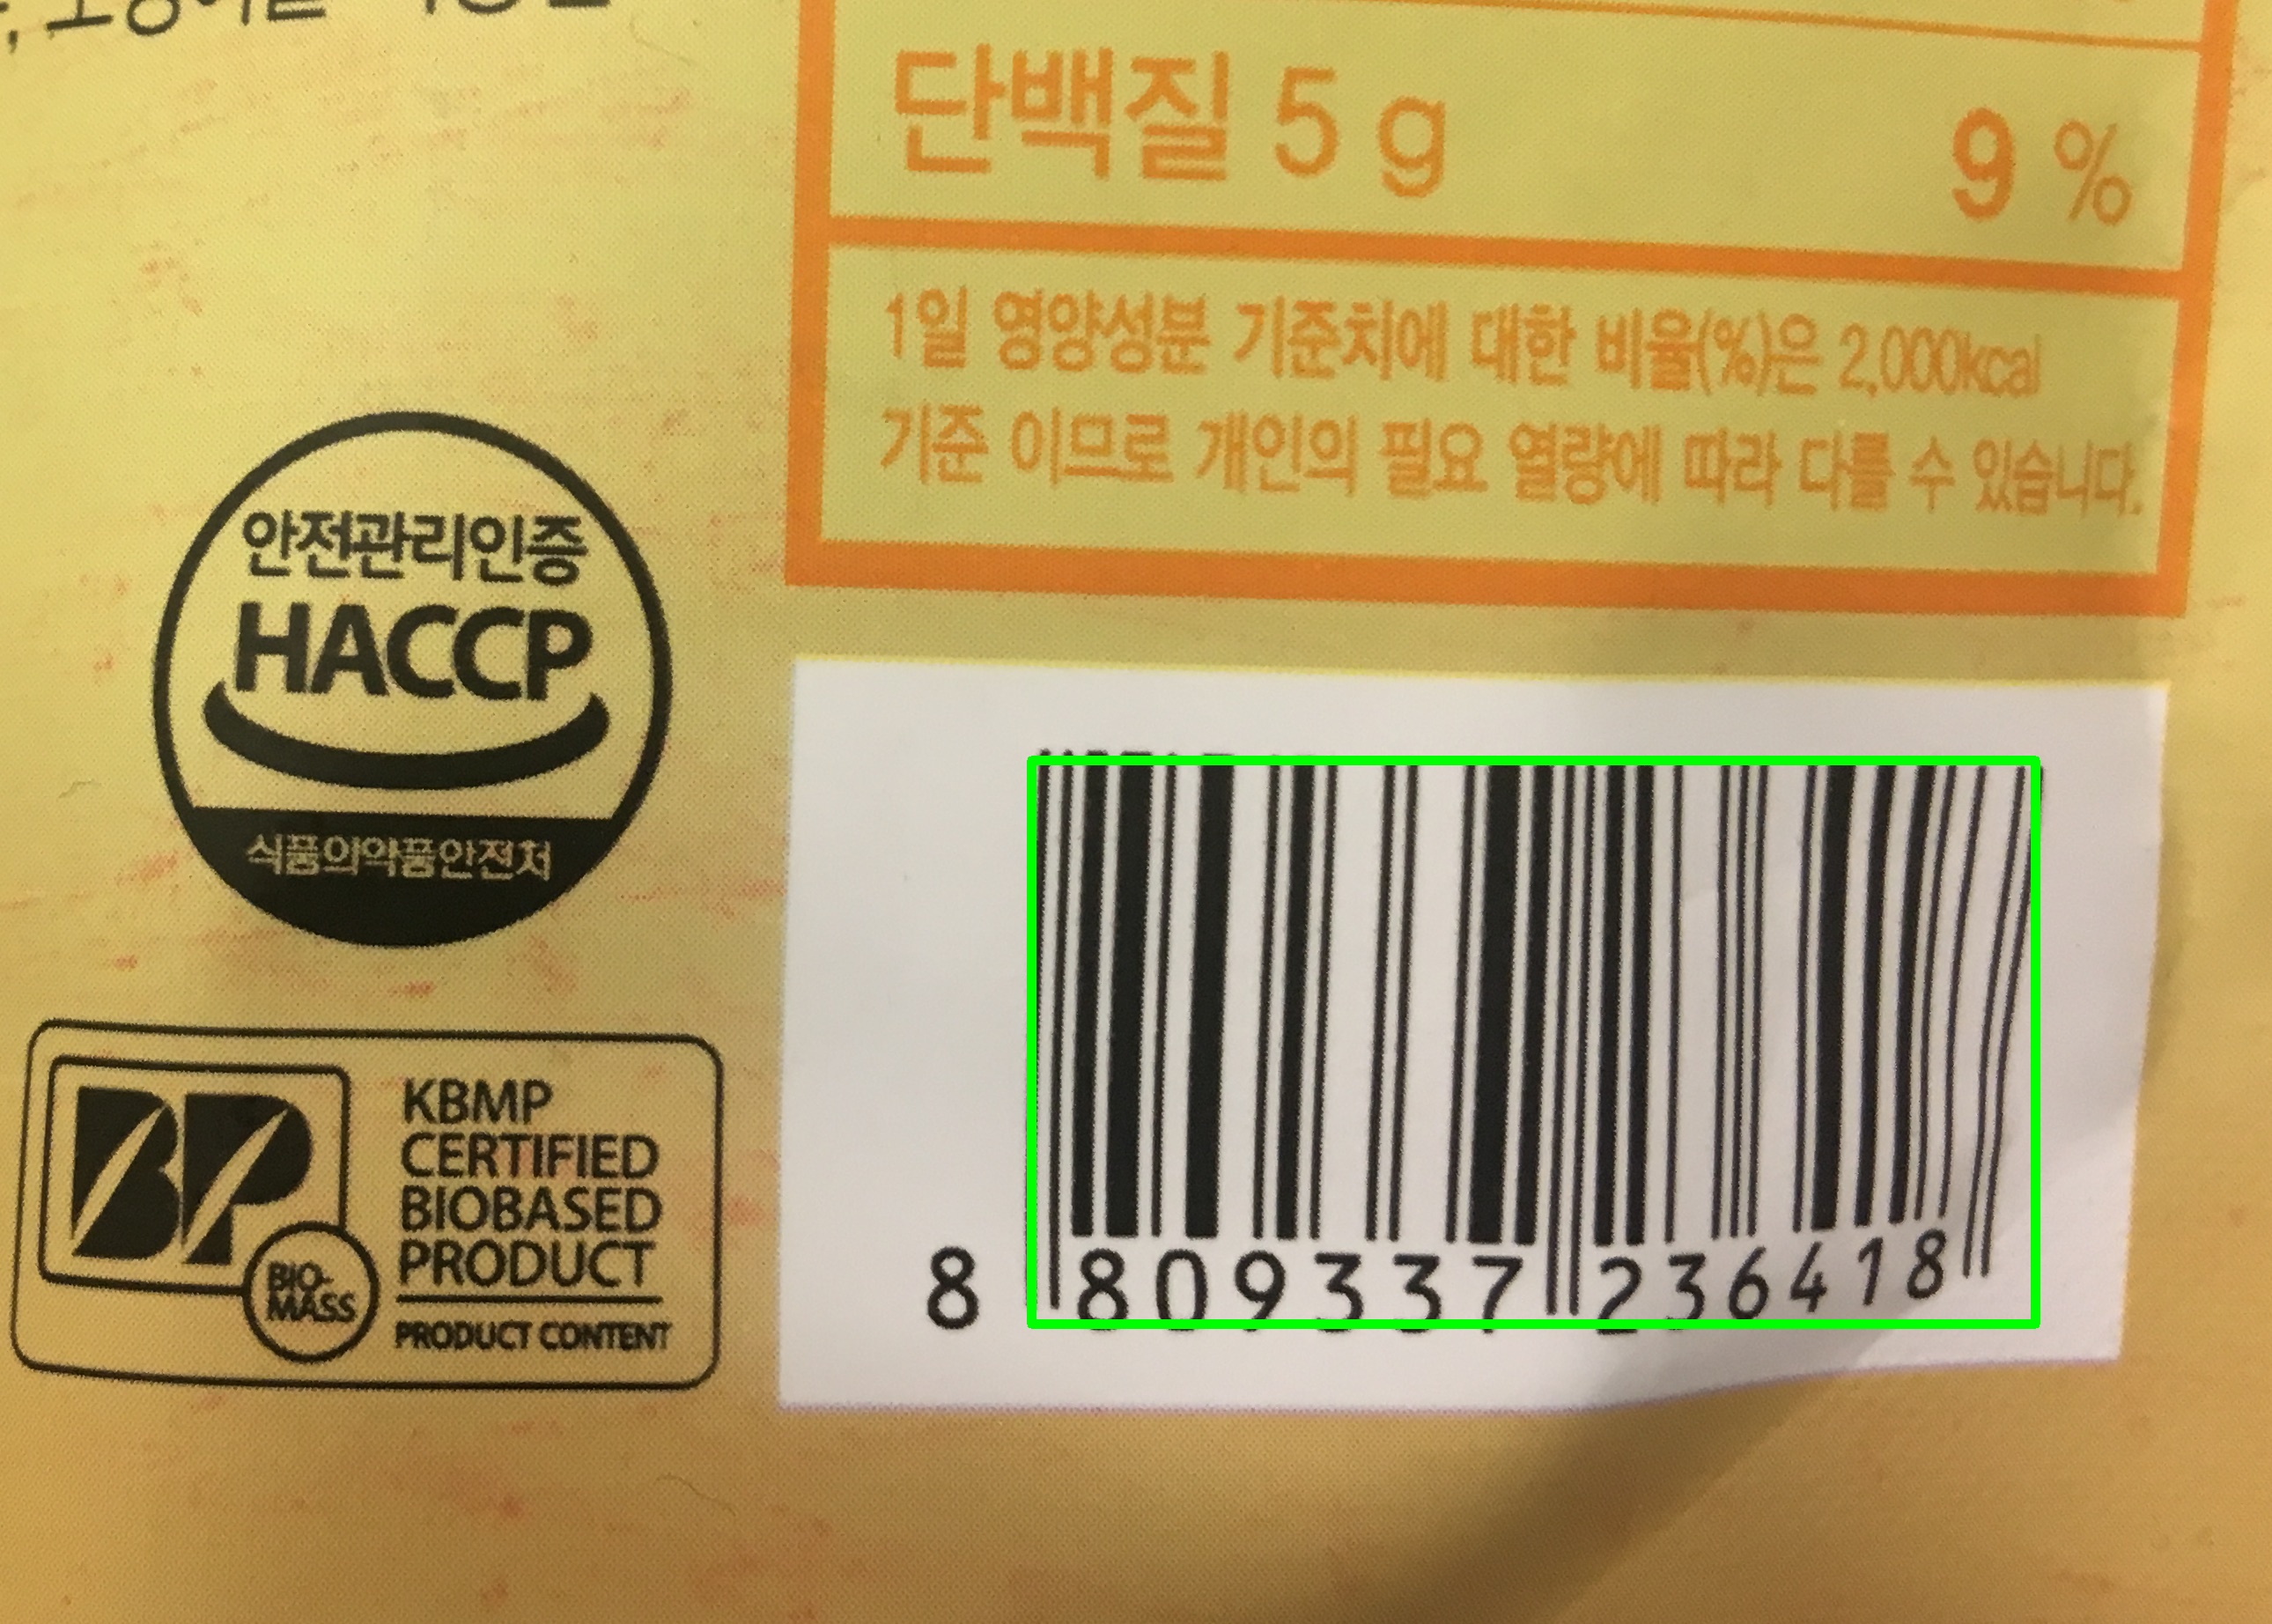 단백질 5 g 9 %
1일 영양성분 기준치에 대한 비율(%)은 2,000kcal
기준 이므로 개인의 필요 열량에 따라 다를 수 있습니다.
안전관리인증
HACCP
식품의약품안전처
BP
BIO-
MASS
KBMP
CERTIFIED
BIOBASED
PRODUCT
PRODUCT CONTENT
8 809337 236418